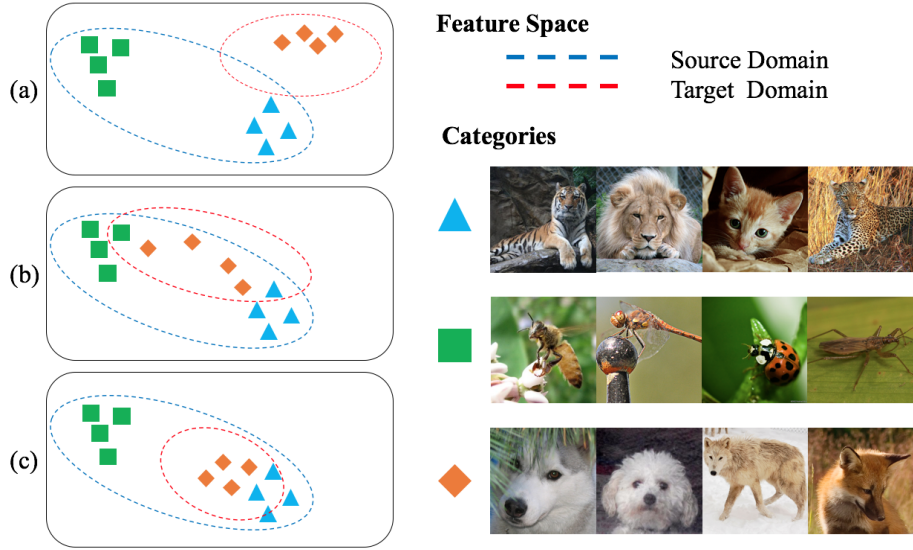 (a)
(b)
(c)
Feature Space
Source Domain
Target Domain
Categories